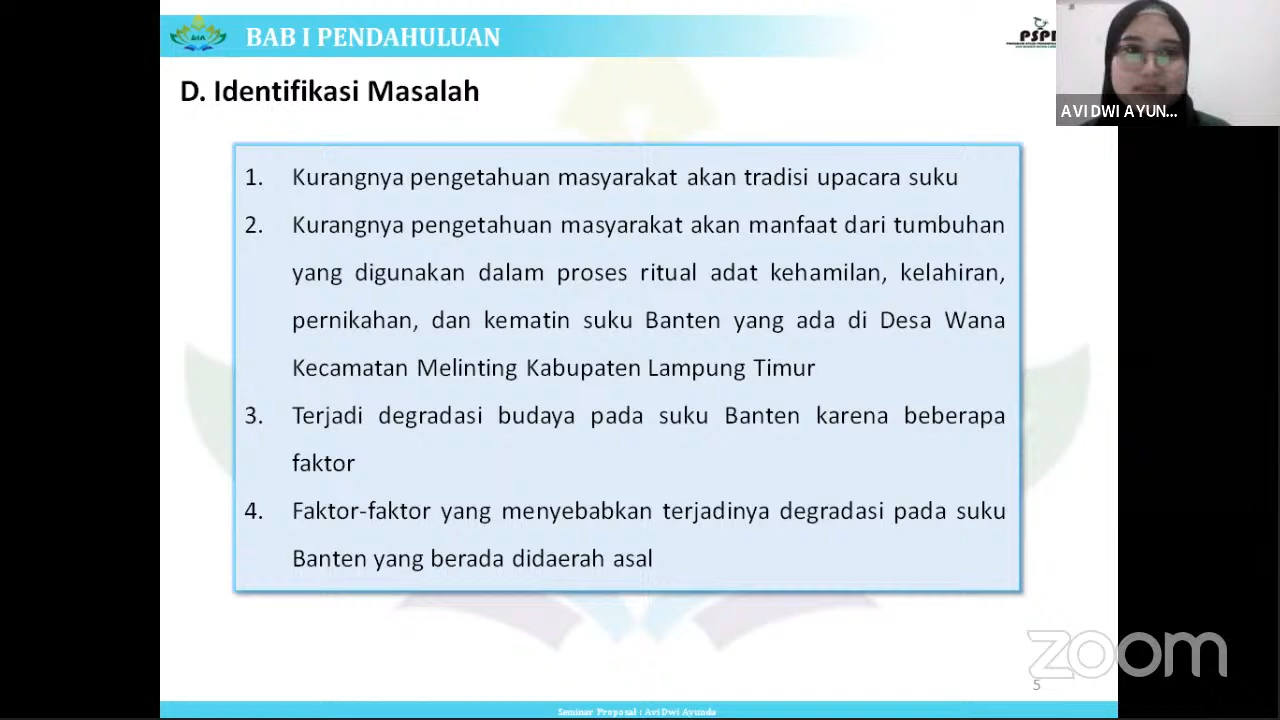 BAB I PENDAHULUAN
D. Identifikasi Masalah
AVI DWI AYUN...
1. Kurangnya pengetahuan masyarakat akan tradisi upacara suku
2. Kurangnya pengetahuan masyarakat akan manfaat dari tumbuhan
yang digunakan dalam proses ritual adat kehamilan, kelahiran,
pernikahan, dan kematin suku Banten yang ada di Desa Wana
Kecamatan Melinting Kabupaten Lampung Timur
3. Terjadi degradasi budaya pada suku Banten karena beberapa
faktor
4. Faktor-faktor yang menyebabkan terjadinya degradasi pada suku
Banten yang berada didaerah asal
zoom
5
Seminar Proposal : Avi Dwi Ayunda